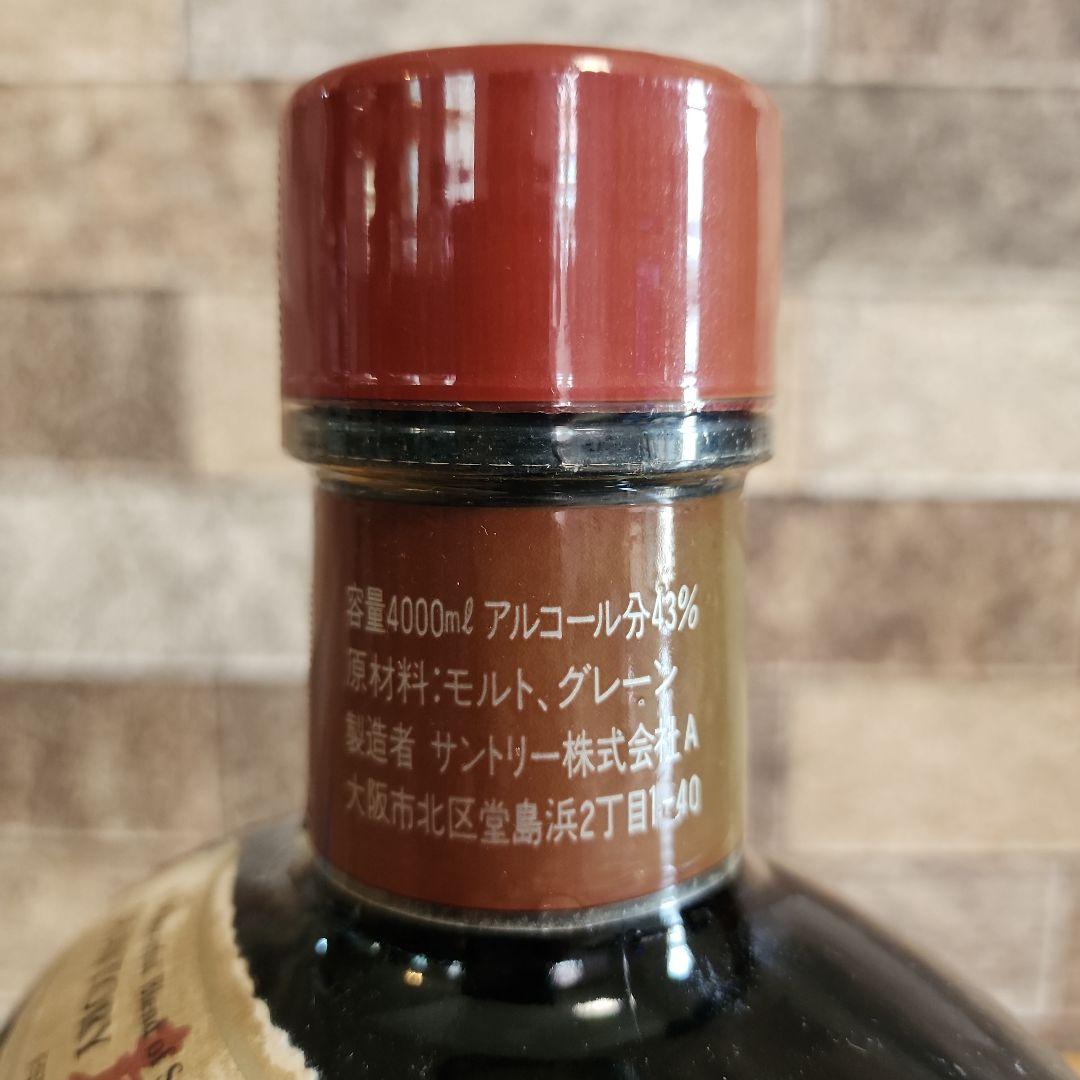 容量4000ml アルコール分43%
原材料:モルト、グレーン
製造者 サントリー株式会社A
大阪市北区堂島浜2丁目1-40
of